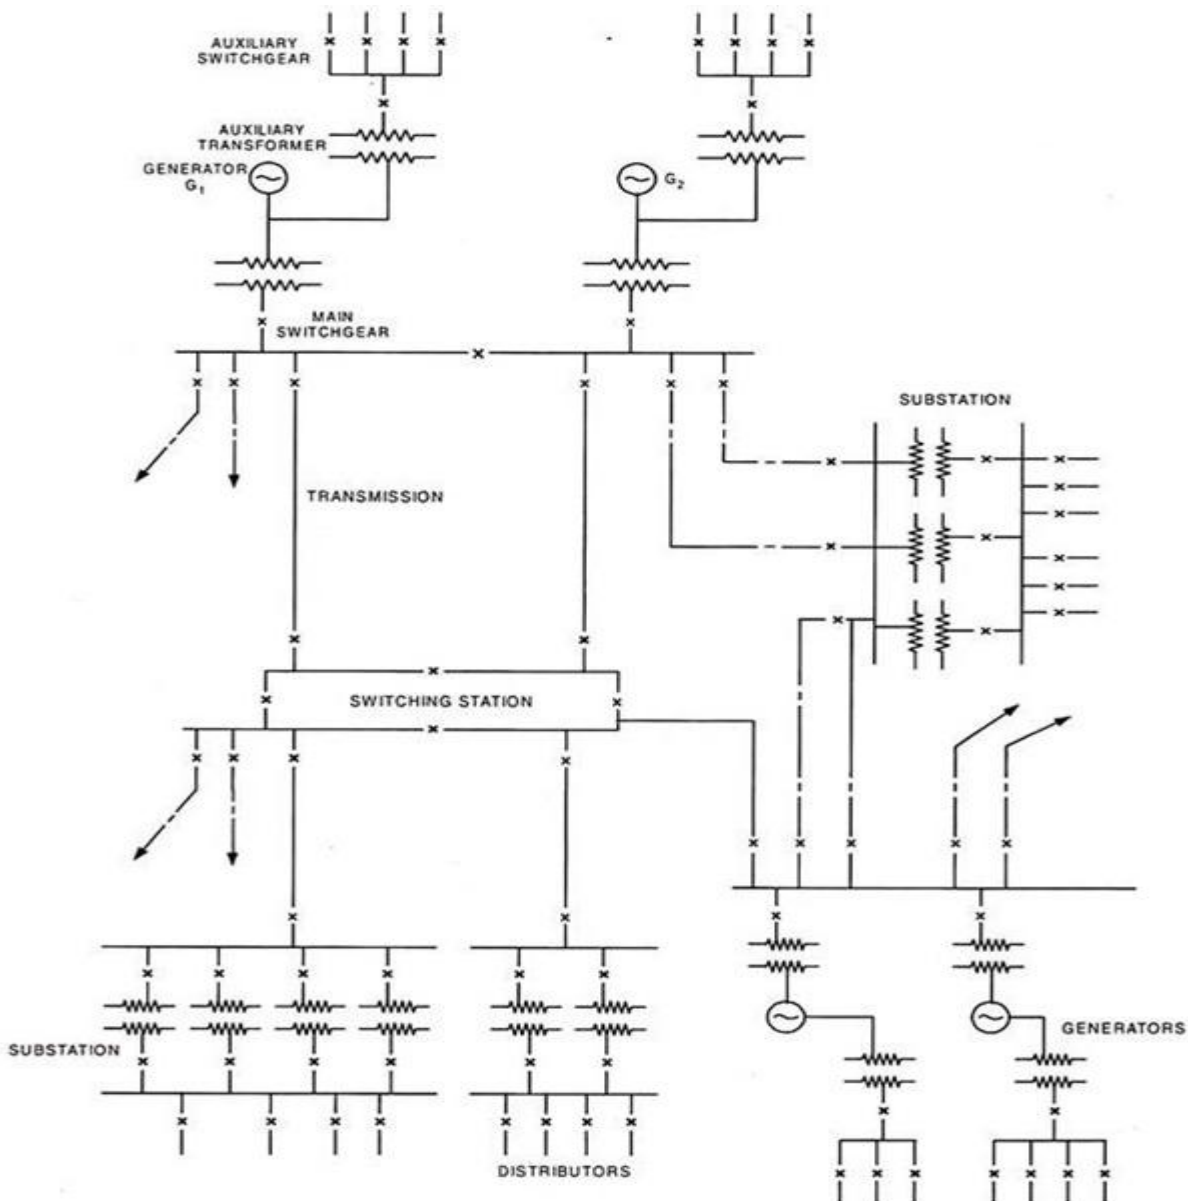 AUXILIARY
SWITCHGEAR
AUXILIARY
TRANSFORMER
GENERATOR
G₁
G₂
MAIN
SWITCHGEAR
SUBSTATION
TRANSMISSION
SWITCHING STATION
GENERATORS
SUBSTATION
DISTRIBUTORS